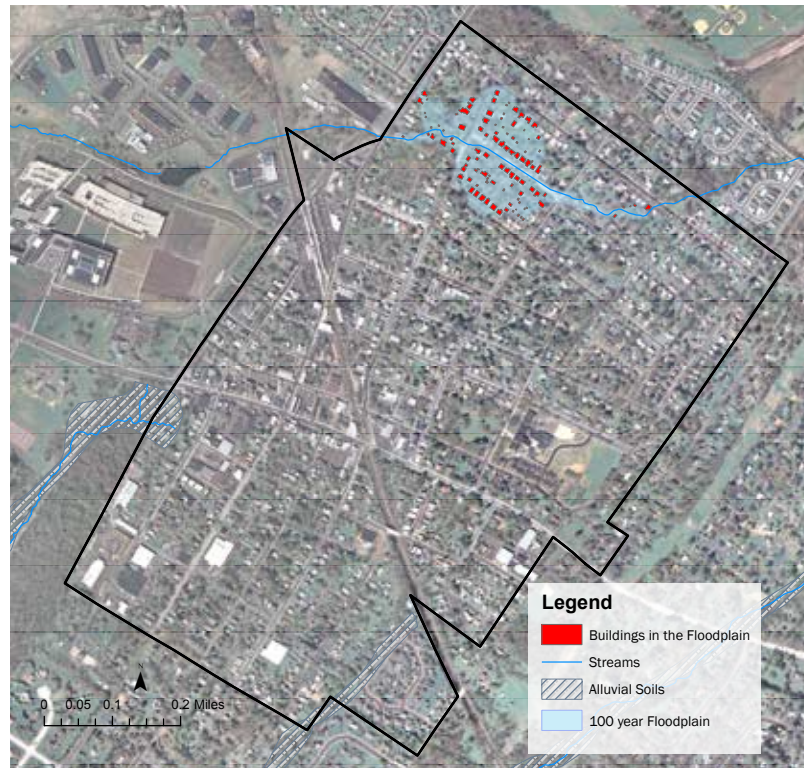 Legend
Buildings in the Floodplain
Streams
Alluvial Soils
100 year Floodplain
N
0 0.05 0.1 0.2 Miles